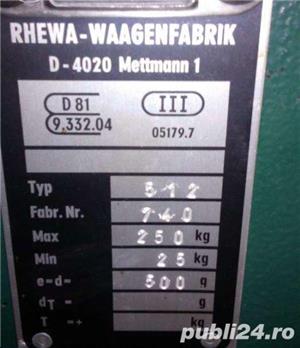 RHEWA-WAAGENFABRIK
D-4020 Mettmann 1
D81 III
9.332.04 05179.7
Typ 512
Fabr. Nr. 740
Max 250 kg
Min 25 kg
e=d= 500 g
dT= g
T =+ kg
publi24.ro